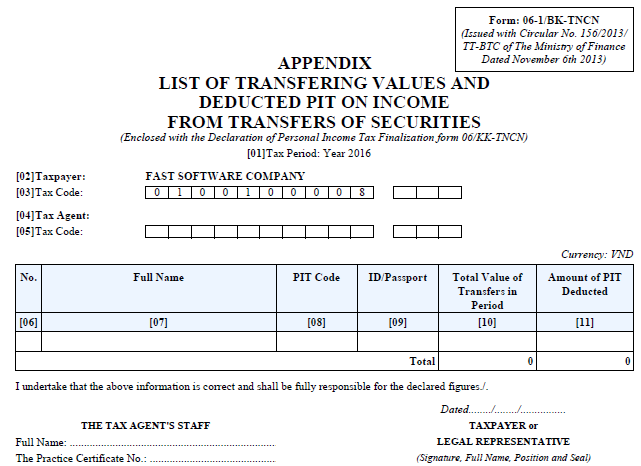 Form: 06-1/BK-TNCN
(Issued with Circular No. 156/2013/
TT-BTC of The Ministry of Finance
Dated November 6th 2013)
APPENDIX
LIST OF TRANSFERING VALUES AND
DEDUCTED PIT ON INCOME
FROM TRANSFERS OF SECURITIES
(Enclosed with the Declaration of Personal Income Tax Finalization form 06/KK-TNCN)
[01]Tax Period: Year 2016
[02]Taxpayer: FAST SOFTWARE COMPANY
[03]Tax Code: 0 1 0 0 1 0 0 0 0 8
[04]Tax Agent:
[05]Tax Code:
Currency: VND
No. Full Name PIT Code ID/Passport Total Value of Transfers in Period Amount of PIT Deducted
[06] [07] [08] [09] [10] [11]
Total 0 0
I undertake that the above information is correct and shall be fully responsible for the declared figures./.
Dated......../......../................
THE TAX AGENT'S STAFF TAXPAYER or
Full Name: .......................................................................... LEGAL REPRESENTATIVE
The Practice Certificate No.: ............................................. (Signature, Full Name, Position and Seal)